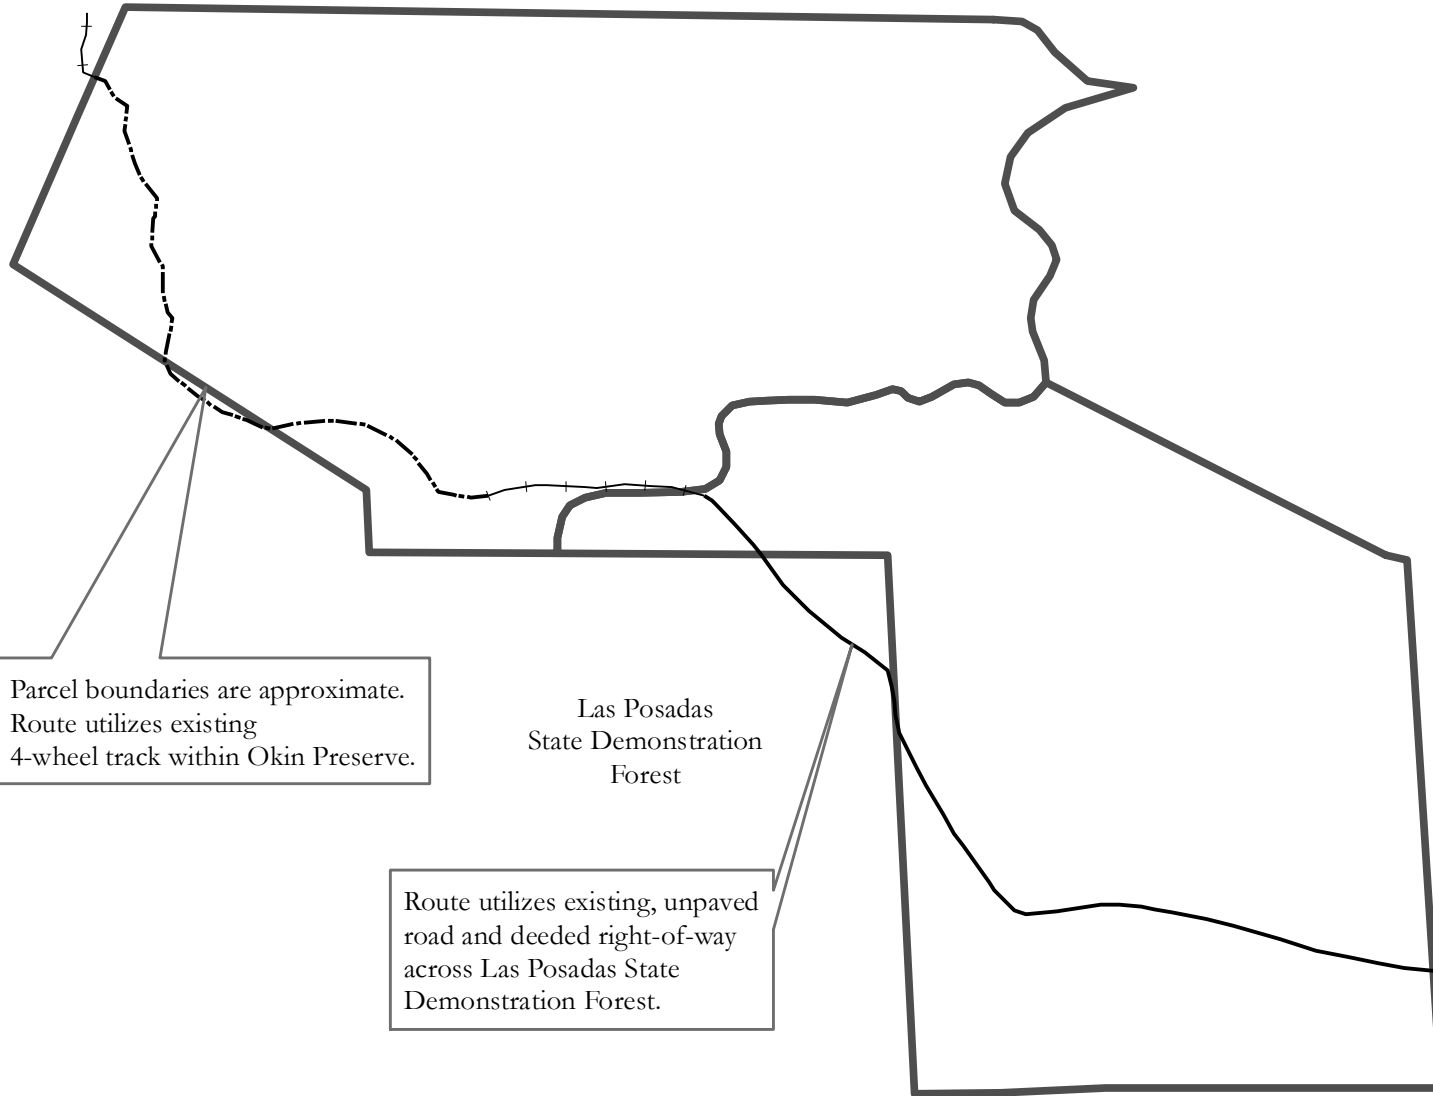 Parcel boundaries are approximate.
Route utilizes existing
4-wheel track within Okin Preserve.
Las Posadas
State Demonstration
Forest
Route utilizes existing, unpaved
road and deeded right-of-way
across Las Posadas State
Demonstration Forest.